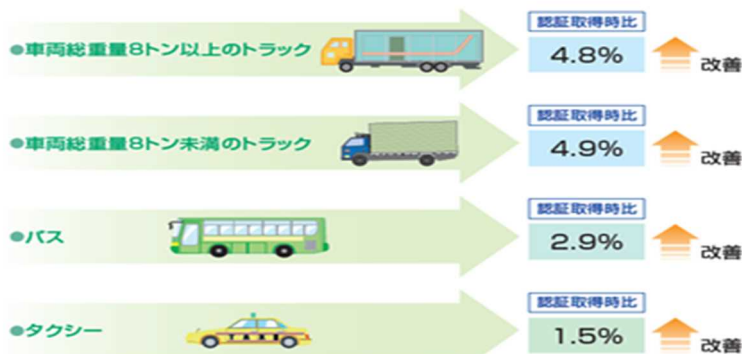 認証取得時比
●車両総重量8トン以上のトラック
4.8%
改善
認証取得時比
●車両総重量8トン未満のトラック
4.9%
改善
認証取得時比
●バス
2.9%
改善
認証取得時比
●タクシー
TAXI
1.5%
改善